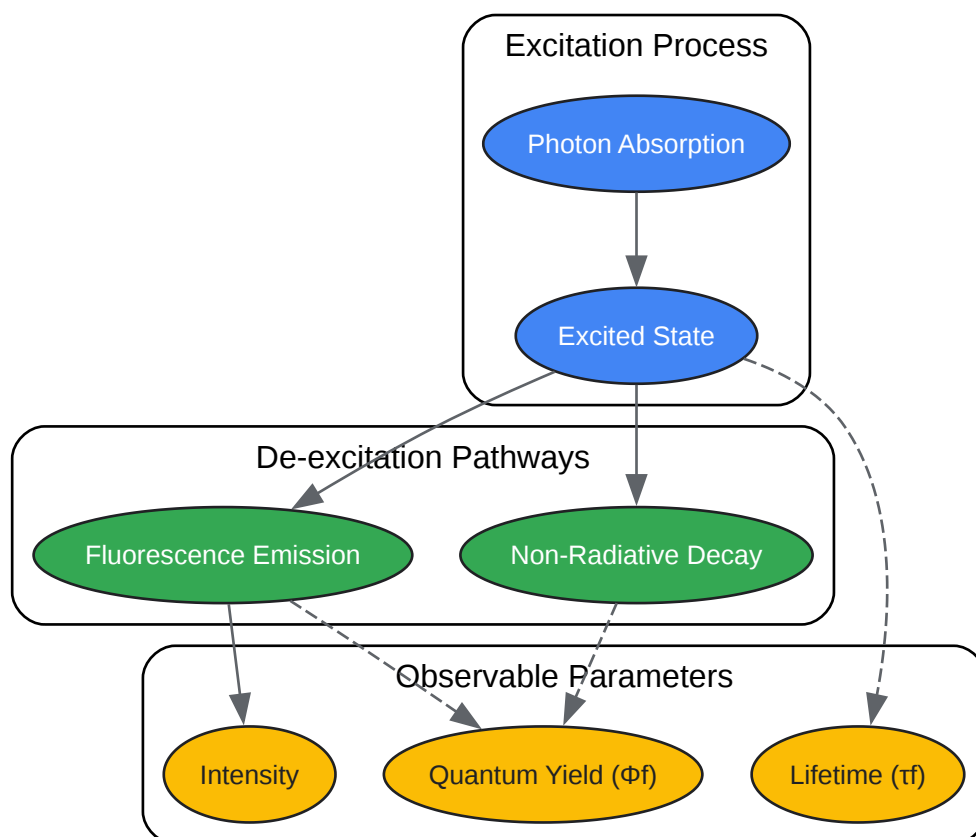 Excitation Process
Photon Absorption
Excited State
De-excitation Pathways
Fluorescence Emission
Non-Radiative Decay
Observable Parameters
Intensity
Quantum Yield (Φf)
Lifetime (τf)